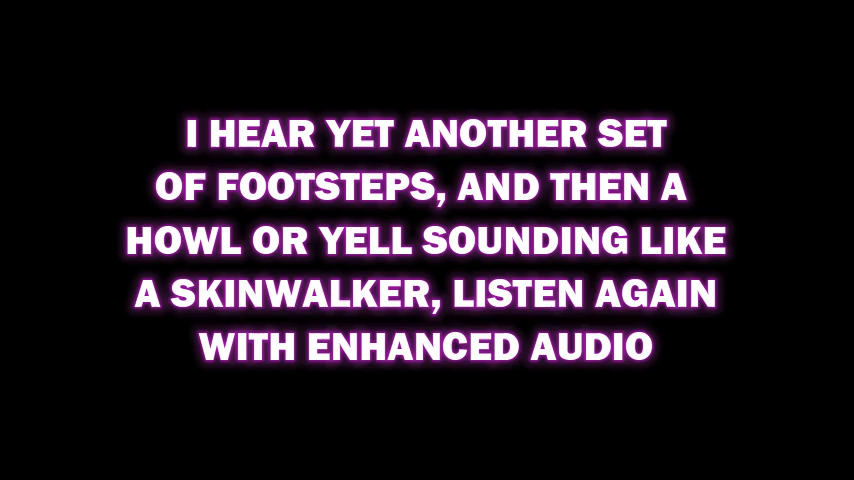 I HEAR YET ANOTHER SET
OF FOOTSTEPS, AND THEN A
HOWL OR YELL SOUNDING LIKE
A SKINWALKER, LISTEN AGAIN
WITH ENHANCED AUDIO